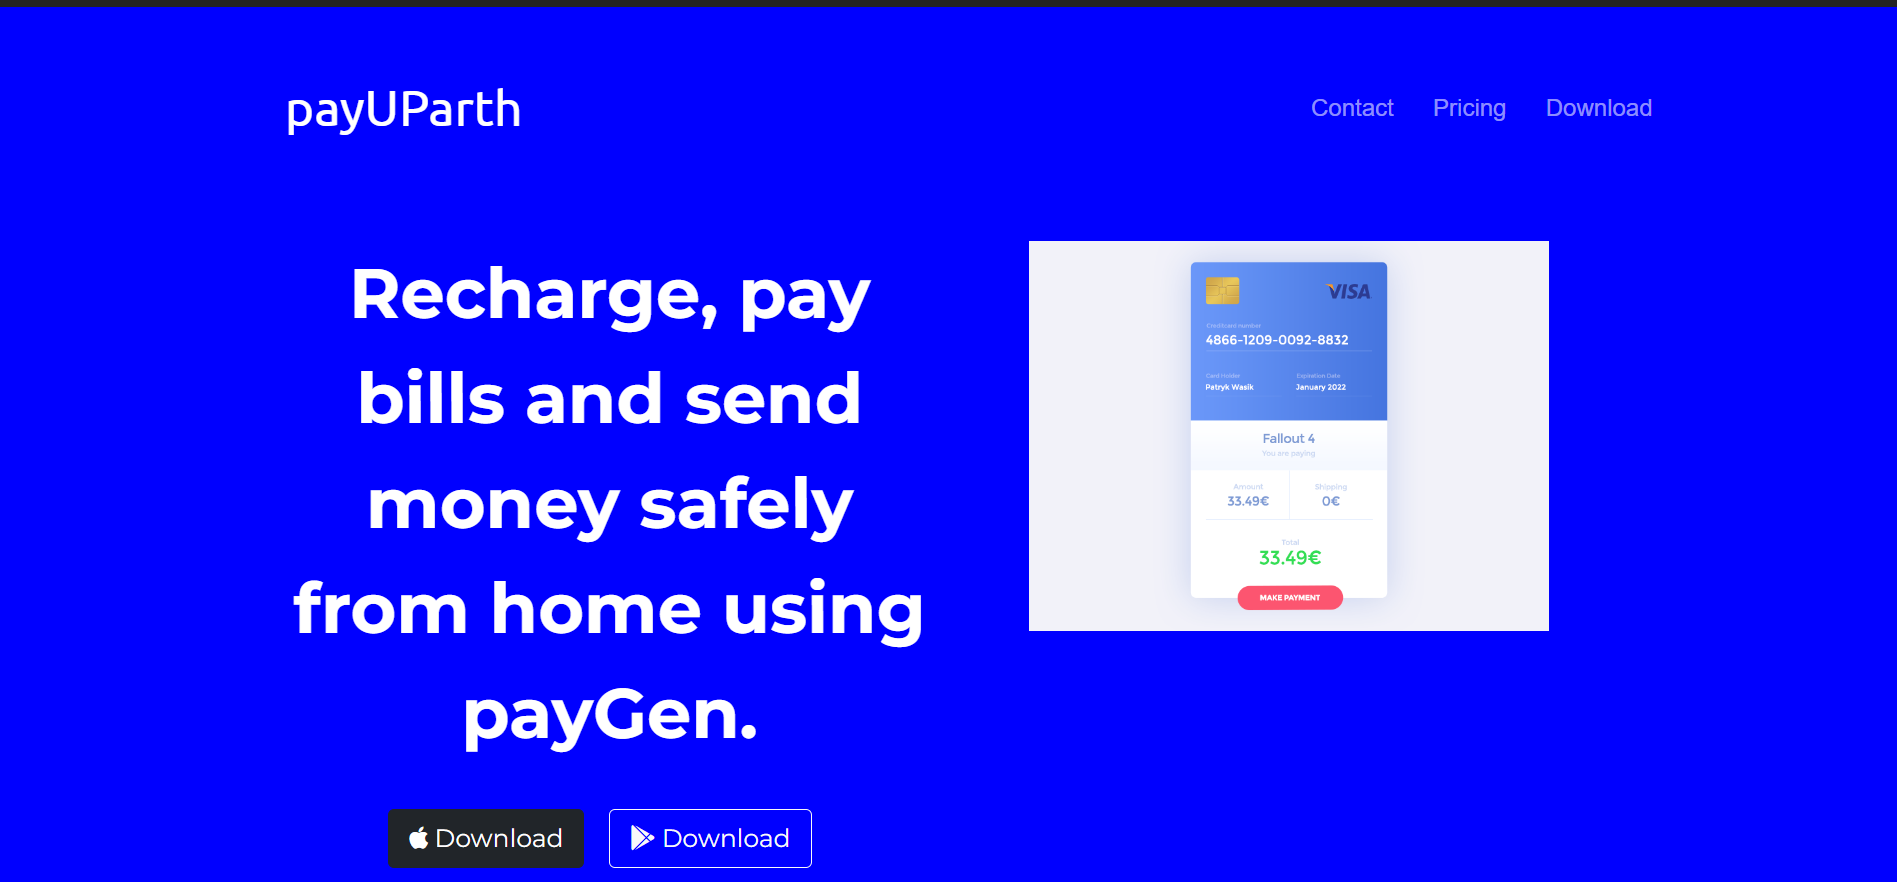 payUParth
Contact Pricing Download
Recharge, pay
bills and send
money safely
from home using
payGen.
Download Download
VISA
Creditcard number
4866-1209-0092-8832
Card Holder Expiration Date
Patryk Wasik January 2022
Fallout 4
You are paying
Amount Shipping
33.49€ 0€
Total
33.49€
MAKE PAYMENT